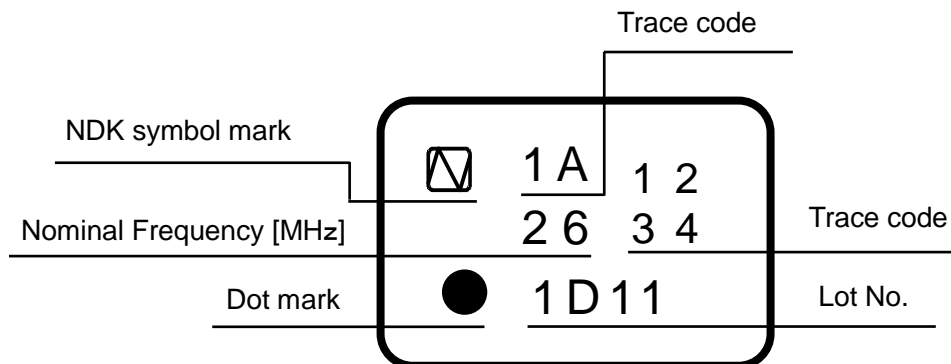 Trace code
NDK symbol mark
1A 12
Nominal Frequency [MHz] 26 34 Trace code
Dot mark 1D11 Lot No.